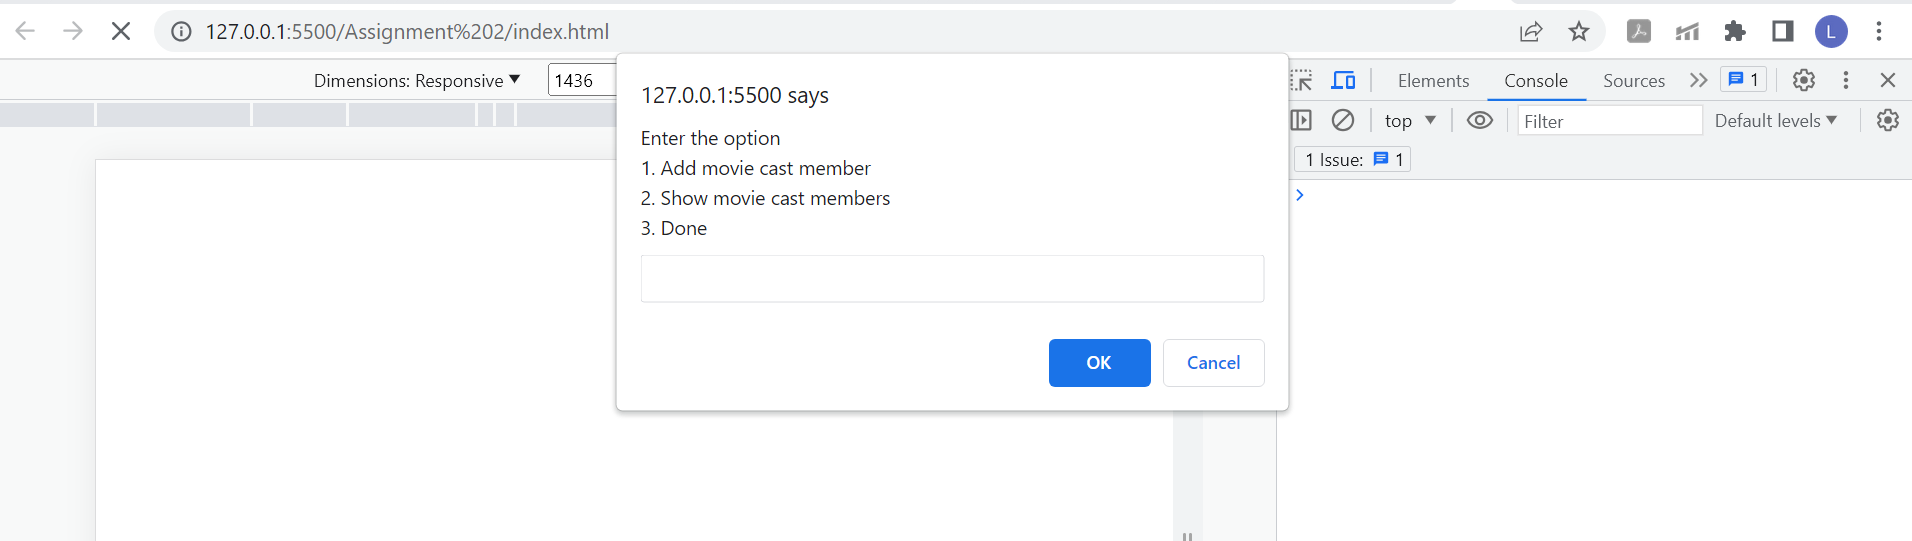 127.0.0.1:5500/Assignment%202/index.html
L
Dimensions: Responsive ▼ 1436
Elements Console Sources 1
127.0.0.1:5500 says
Enter the option
1. Add movie cast member
2. Show movie cast members
3. Done
OK Cancel
top ▼ Filter Default levels ▼
1 Issue: 1